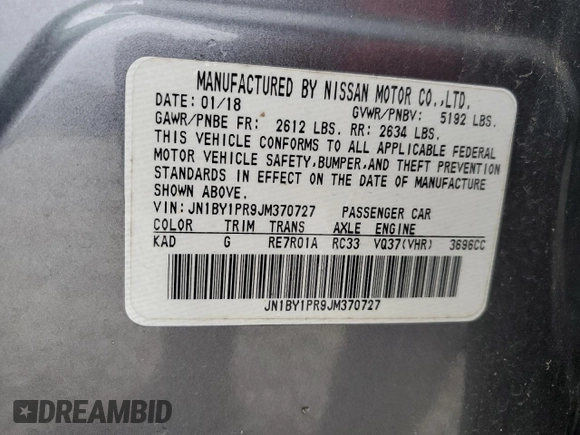 MANUFACTURED BY NISSAN MOTOR CO.,LTD.
DATE: 01/18 GVWR/PNBV: 5192 LBS.
GAWR/PNBE FR: 2612 LBS. RR: 2634 LBS.
THIS VEHICLE CONFORMS TO ALL APPLICABLE FEDERAL
MOTOR VEHICLE SAFETY,BUMPER,AND THEFT PREVENTION
STANDARDS IN EFFECT ON THE DATE OF MANUFACTURE
SHOWN ABOVE.
VIN: JN1BY1PR9JM370727 PASSENGER CAR
COLOR TRIM TRANS AXLE ENGINE
KAD G RE7R01A RC33 VQ37(VHR) 3696CC
JN1BY1PR9JM370727
DREAMBID